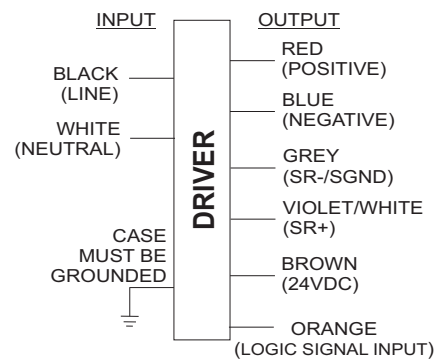 INPUT
BLACK
(LINE)
WHITE
(NEUTRAL)
CASE
MUST BE
GROUNDED
DRIVER
OUTPUT
RED
(POSITIVE)
BLUE
(NEGATIVE)
GREY
(SR-/SGND)
VIOLET/WHITE
(SR+)
BROWN
(24VDC)
ORANGE
(LOGIC SIGNAL INPUT)